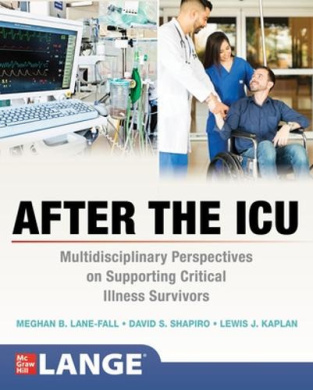 AFTER THE ICU
Multidisciplinary Perspectives
on Supporting Critical
Illness Survivors
MEGHAN B. LANE-FALL • DAVID S. SHAPIRO • LEWIS J. KAPLAN
Mc
Graw
Hill
LANGE®